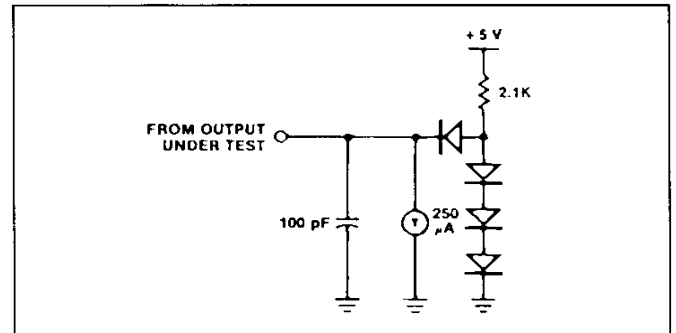 + 5 V
2.1K
FROM OUTPUT
UNDER TEST
100 pF
250
μA